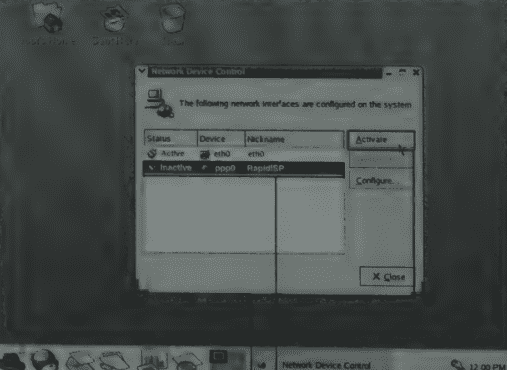 Network Device Control
The following network interfaces are configured on the system
Status Device Nickname
Active eth0 eth0
Inactive ppp0 RapidISP
Activate
Configure...
Close
Network Device Control
12:00 PM